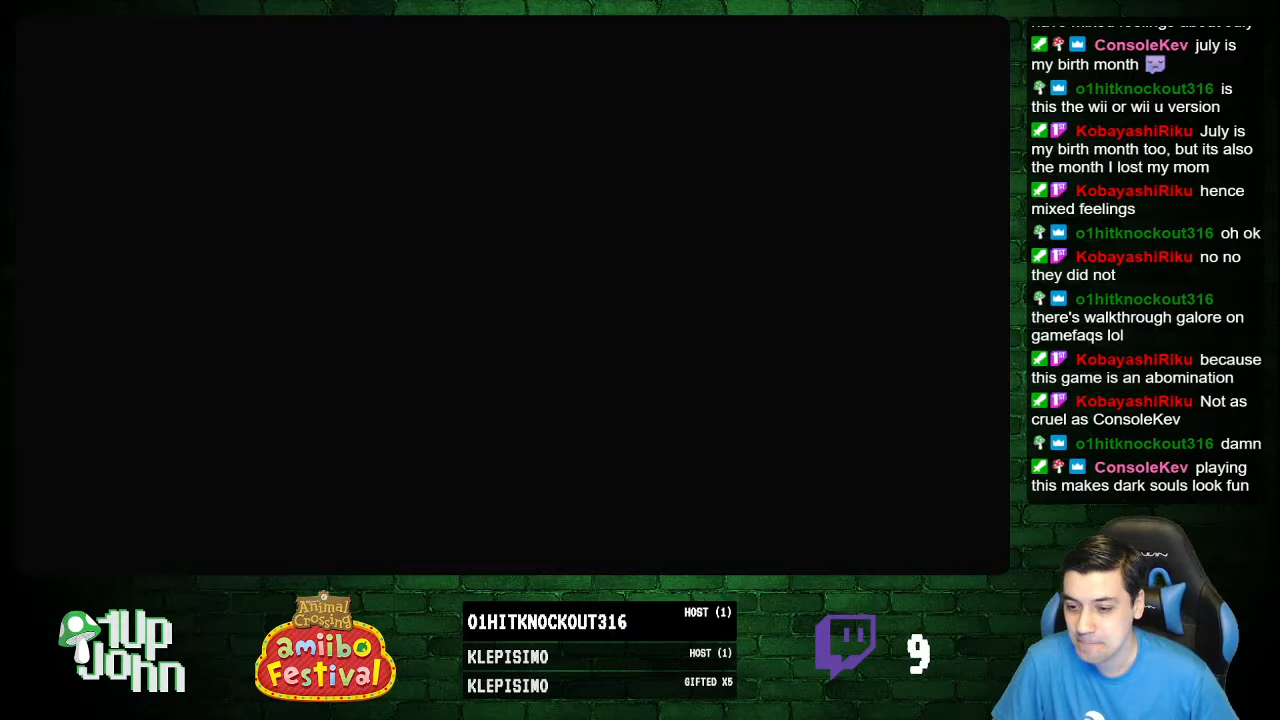 ConsoleKev july is
my birth month
o1hitknockout316 is
this the wii or wii u version
KobayashiRiku July is
my birth month too, but its also
the month I lost my mom
KobayashiRiku hence
mixed feelings
o1hitknockout316 oh ok
KobayashiRiku no no
they did not
o1hitknockout316
there's walkthrough galore on
gamefaqs lol
KobayashiRiku because
this game is an abomination
KobayashiRiku Not as
cruel as ConsoleKev
o1hitknockout316 damn
ConsoleKev playing
this makes dark souls look fun
1Up
John
Animal
Crossing
amiibo
Festival
O1HITKNOCKOUT316 HOST (1)
KLEPISIMO HOST (1)
KLEPISIMO GIFTED X5
9